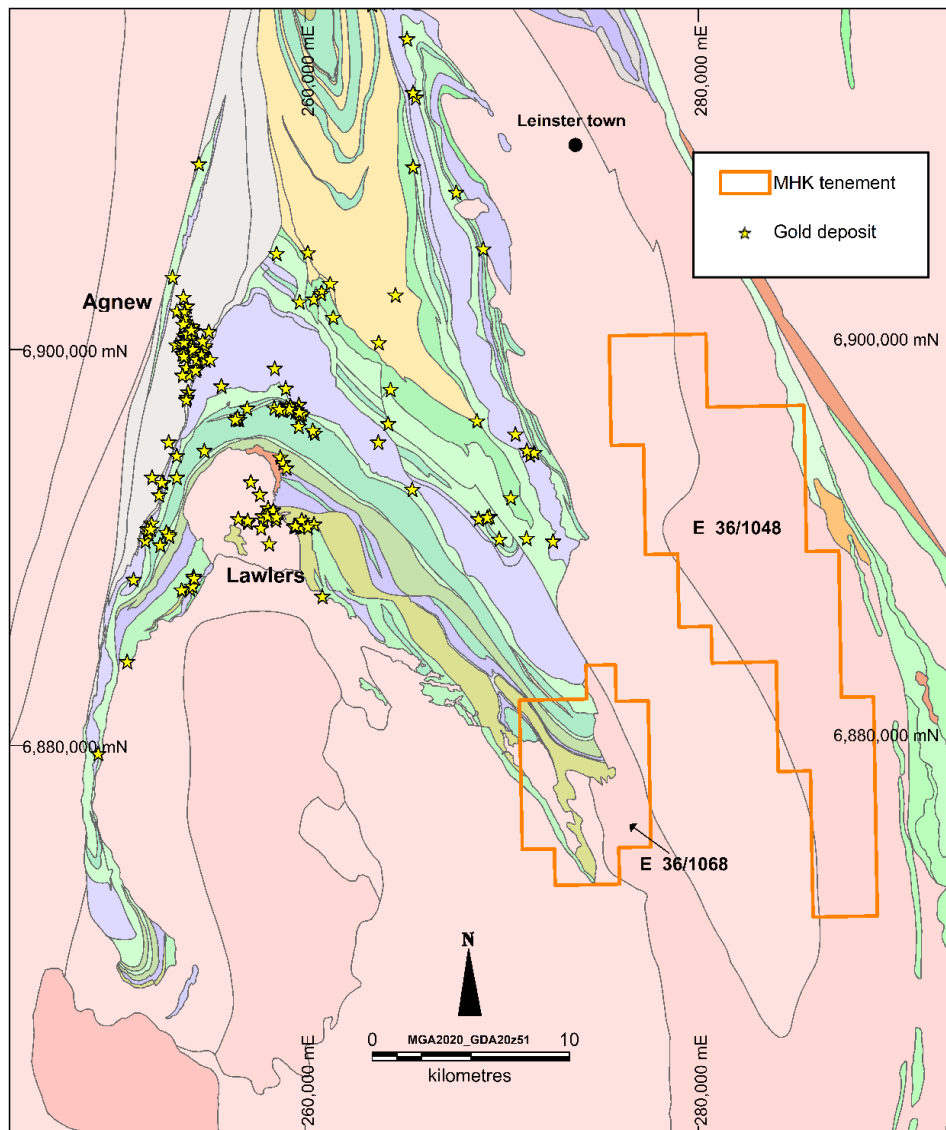 260,000 mE
280,000 mE
Leinster town
MHK tenement
Gold deposit
Agnew
6,900,000 mN
6,900,000 mN
E 36/1048
Lawlers
6,880,000 mN
6,880,000 mN
E 36/1068
N
0 MGA2020_GDA20z51 10
kilometres
260,000 mE
280,000 mE